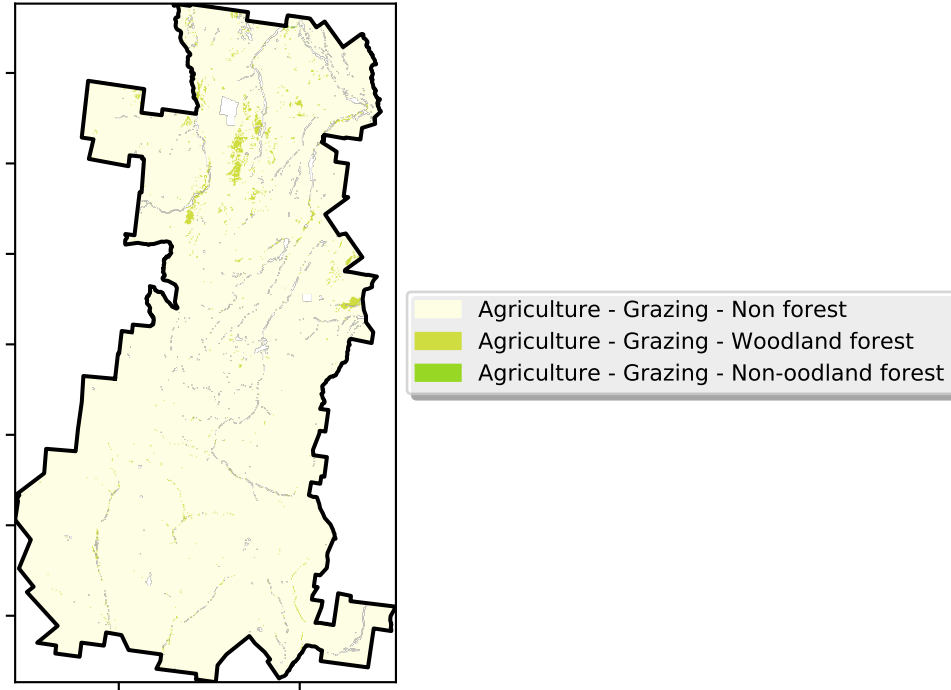 Agriculture - Grazing - Non forest
Agriculture - Grazing - Woodland forest
Agriculture - Grazing - Non-oodland forest